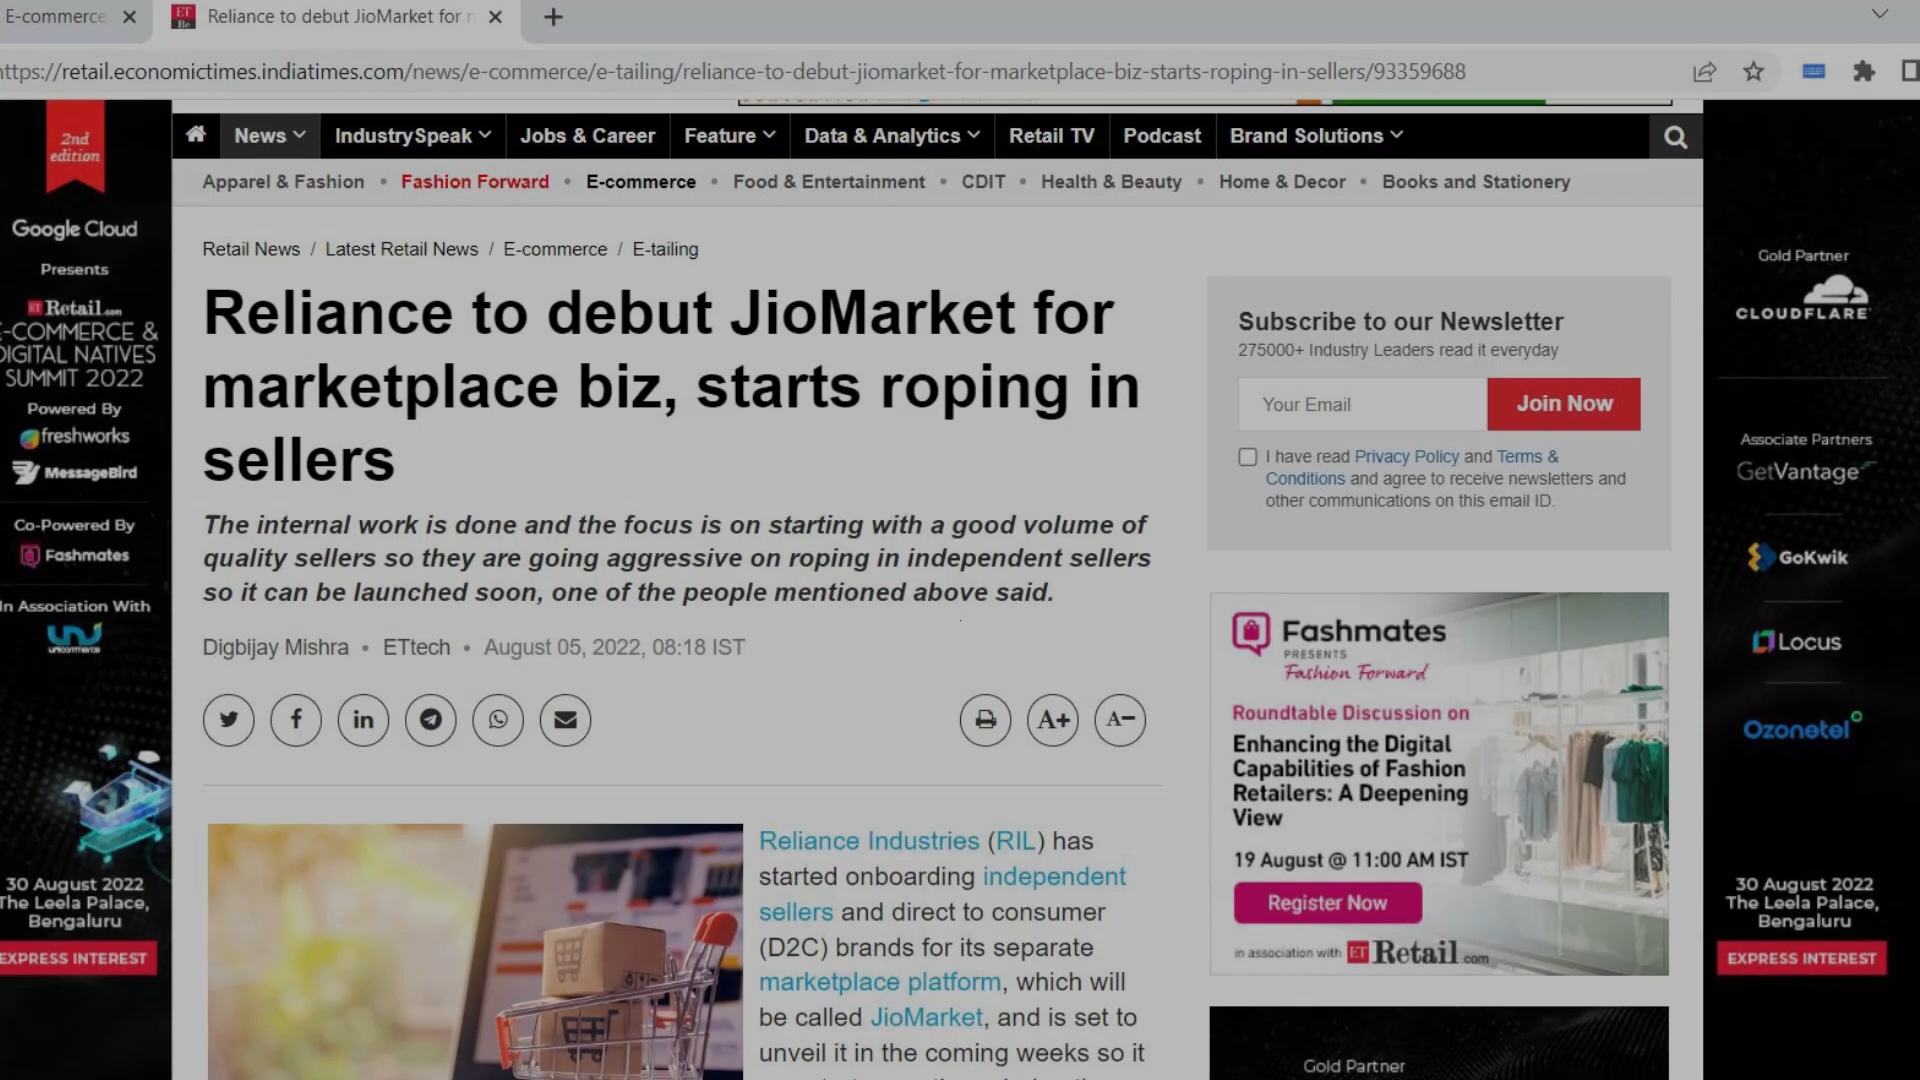 E-commerce
Reliance to debut JioMarket for
https://retail.economictimes.indiatimes.com/news/e-commerce/e-tailing/reliance-to-debut-jiomarket-for-marketplace-biz-starts-roping-in-sellers/93359688
News
IndustrySpeak
Jobs & Career
Feature
Data & Analytics
Retail TV
Podcast
Brand Solutions
Apparel & Fashion • Fashion Forward • E-commerce • Food & Entertainment • CDIT • Health & Beauty • Home & Decor • Books and Stationery
2nd
edition
Google Cloud
Presents
ET Retail.com
E-COMMERCE &
DIGITAL NATIVES
SUMMIT 2022
Powered By
freshworks
MessageBird
Co-Powered By
Fashmates
In Association With
unicommerce
30 August 2022
The Leela Palace,
Bengaluru
EXPRESS INTEREST
Retail News / Latest Retail News / E-commerce / E-tailing
Reliance to debut JioMarket for
marketplace biz, starts roping in
sellers
The internal work is done and the focus is on starting with a good volume of
quality sellers so they are going aggressive on roping in independent sellers
so it can be launched soon, one of the people mentioned above said.
Digbijay Mishra • ETtech • August 05, 2022, 08:18 IST
A+
A−
Reliance Industries (RIL) has
started onboarding independent
sellers and direct to consumer
(D2C) brands for its separate
marketplace platform, which will
be called JioMarket, and is set to
unveil it in the coming weeks so it
Subscribe to our Newsletter
275000+ Industry Leaders read it everyday
Your Email
Join Now
I have read Privacy Policy and Terms &
Conditions and agree to receive newsletters and
other communications on this email ID.
Fashmates
PRESENTS
Fashion Forward
Roundtable Discussion on
Enhancing the Digital
Capabilities of Fashion
Retailers: A Deepening
View
19 August @ 11:00 AM IST
Register Now
in association with ET Retail.com
Gold Partner
Gold Partner
CLOUDFLARE
Associate Partners
GetVantage
GoKwik
Locus
Ozonetel
30 August 2022
The Leela Palace,
Bengaluru
EXPRESS INTEREST